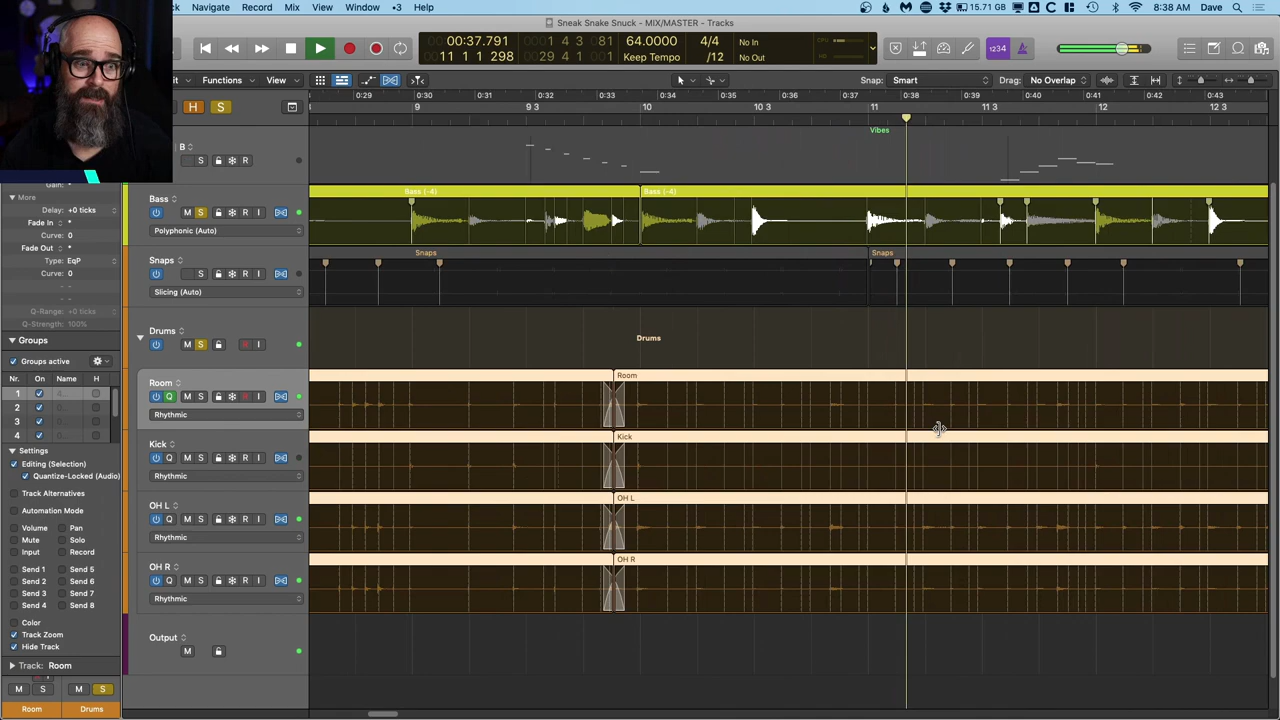 Navigate Record Mix View Window •3 Help
15.71 GB 8:38 AM Dave
Sneak Snake Snuck - MIX/MASTER - Tracks
00:00:37.791 1 4 3 81 64.0000 4/4 No In
11 1 1 298 29 4 1 81 Keep Tempo /12 No Out
CPU
1234
Functions View
Snap: Smart Drag: No Overlap
H S
0:29 0:30 0:31 0:32 0:33 0:34 0:35 0:36 0:37 0:38 0:39 0:40 0:41 0:42 0:43
9 9 3 10 10 3 11 11 3 12 12 3
Vibes
B
S R
Gain:
More
Delay: +0 ticks
Fade In
Curve: 0
Fade Out
Type: EqP
Curve: 0
Q-Range: +0 ticks
Q-Strength: 100%
Groups
Groups active
Nr. On Name H
1 4...
2 0...
3 0...
4 0...
Settings
Editing (Selection)
Quantize-Locked (Audio)
Track Alternatives
Automation Mode
Volume Pan
Mute Solo
Input Record
Send 1 Send 5
Send 2 Send 6
Send 3 Send 7
Send 4 Send 8
Color
Track Zoom
Hide Track
Track: Room
M S M S
Room Drums
Bass
M S R I
Polyphonic (Auto)
Bass (-4) Bass (-4)
Snaps
S R I
Slicing (Auto)
Snaps Snaps
Drums
M S R I
Drums
Room
Q M S R I
Rhythmic
Room
Kick
Q M S R I
Rhythmic
Kick
OH L
Q M S R I
Rhythmic
OH L
OH R
Q M S R I
Rhythmic
OH R
Output
M